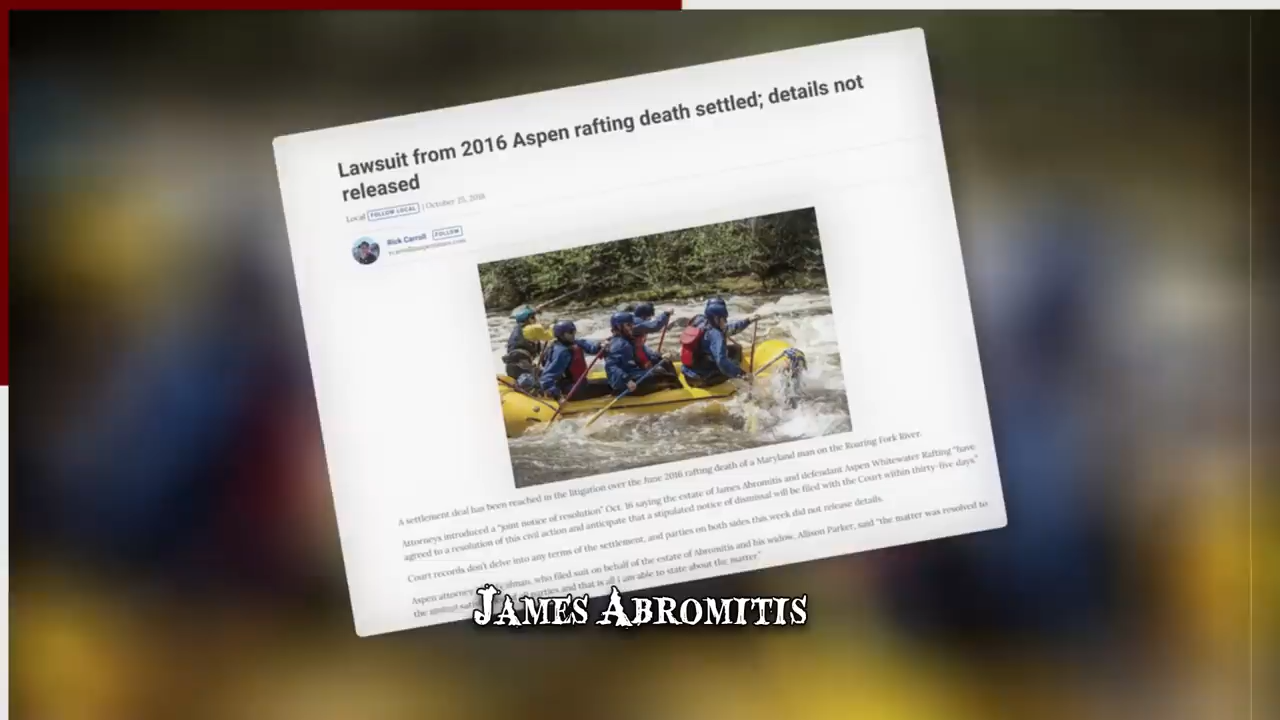 Lawsuit from 2016 Aspen rafting death settled; details not
released
Local FOLLOW LOCAL | October 25, 2018
Rick Carroll FOLLOW
rcarroll@aspentimes.com
A settlement deal has been reached in the litigation over the June 2016 rafting death of a Maryland man on the Roaring Fork River.
Attorneys introduced a "joint notice of resolution" Oct. 16 saying the estate of James Abromitis and defendant Aspen Whitewater Rafting "have
agreed to a resolution of this civil action and anticipate that a stipulated notice of dismissal will be filed with the Court within thirty-five days."
Court records don't delve into any terms of the settlement, and parties on both sides this week did not release details.
Aspen attorney who filed suit on behalf of the estate of Abromitis and his widow, Allison Parker, said "the matter was resolved to
the parties and that is all I am able to state about the matter."
JAMES ABROMITIS